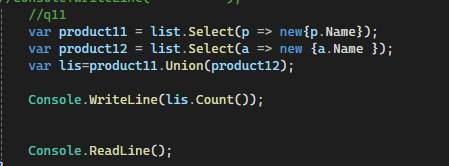 //q11
var product11 = list.Select(p => new{p.Name});
var product12 = list.Select(a => new {a.Name });
var lis=product11.Union(product12);
Console.WriteLine(lis.Count());
Console.ReadLine();